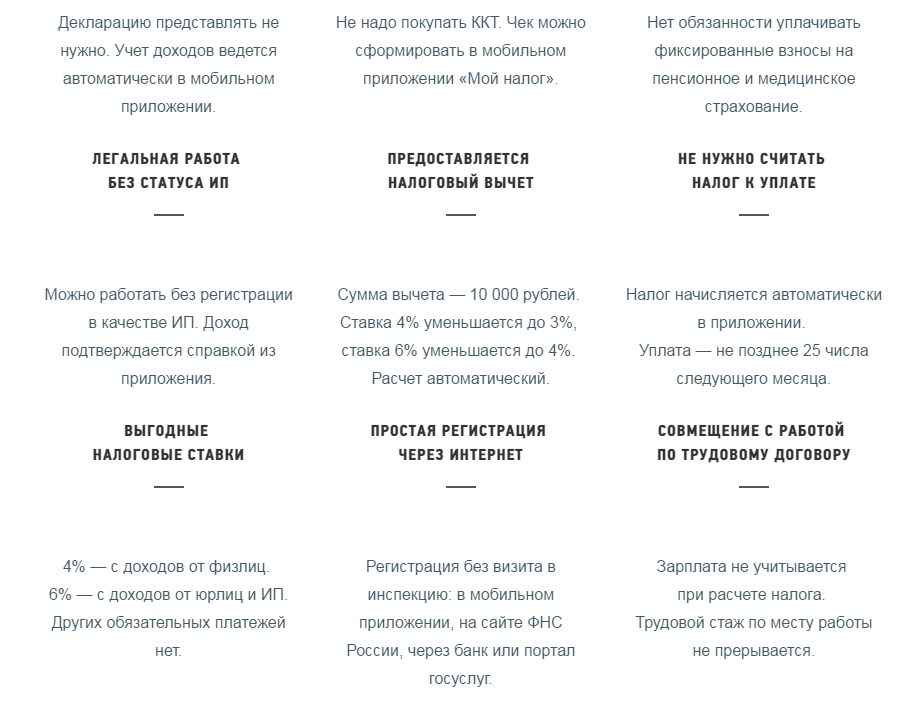 Декларацию представлять не
нужно. Учет доходов ведется
автоматически в мобильном
приложении.
Не надо покупать ККТ. Чек можно
сформировать в мобильном
приложении «Мой налог».
Нет обязанности уплачивать
фиксированные взносы на
пенсионное и медицинское
страхование.
ЛЕГАЛЬНАЯ РАБОТА
БЕЗ СТАТУСА ИП
Можно работать без регистрации
в качестве ИП. Доход
подтверждается справкой из
приложения.
ПРЕДОСТАВЛЯЕТСЯ
НАЛОГОВЫЙ ВЫЧЕТ
Сумма вычета — 10 000 рублей.
Ставка 4% уменьшается до 3%,
ставка 6% уменьшается до 4%.
Расчет автоматический.
НЕ НУЖНО СЧИТАТЬ
НАЛОГ К УПЛАТЕ
Налог начисляется автоматически
в приложении.
Уплата — не позднее 25 числа
следующего месяца.
ВЫГОДНЫЕ
НАЛОГОВЫЕ СТАВКИ
4% — с доходов от физлиц.
6% — с доходов от юрлиц и ИП.
Других обязательных платежей
нет.
ПРОСТАЯ РЕГИСТРАЦИЯ
ЧЕРЕЗ ИНТЕРНЕТ
Регистрация без визита в
инспекцию: в мобильном
приложении, на сайте ФНС
России, через банк или портал
госуслуг.
СОВМЕЩЕНИЕ С РАБОТОЙ
ПО ТРУДОВОМУ ДОГОВОРУ
Зарплата не учитывается
при расчете налога.
Трудовой стаж по месту работы
не прерывается.